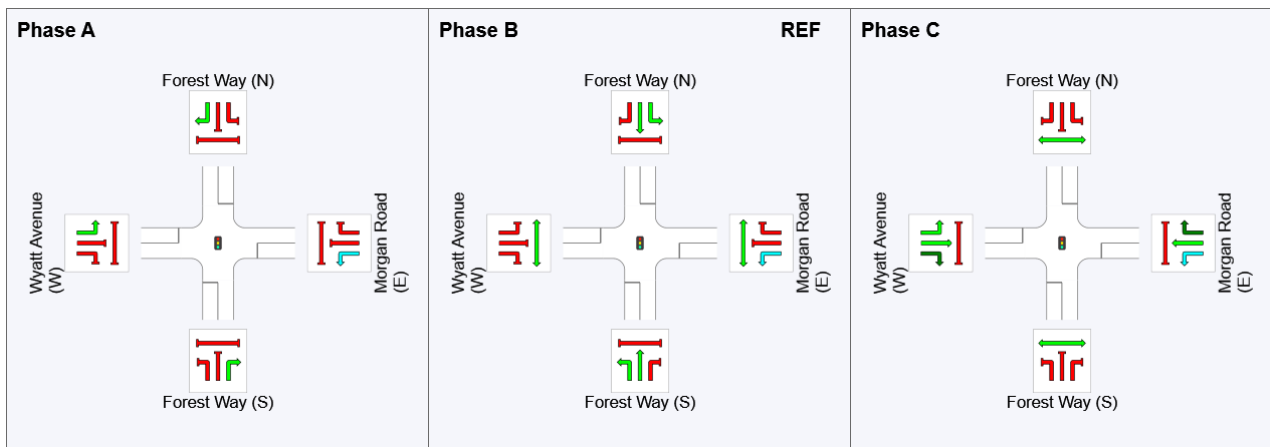 Phase A
Forest Way (N)
Wyatt Avenue
(W)
Morgan Road
(E)
Forest Way (S)
Phase B
REF
Forest Way (N)
Wyatt Avenue
(W)
Morgan Road
(E)
Forest Way (S)
Phase C
Forest Way (N)
Wyatt Avenue
(W)
Morgan Road
(E)
Forest Way (S)